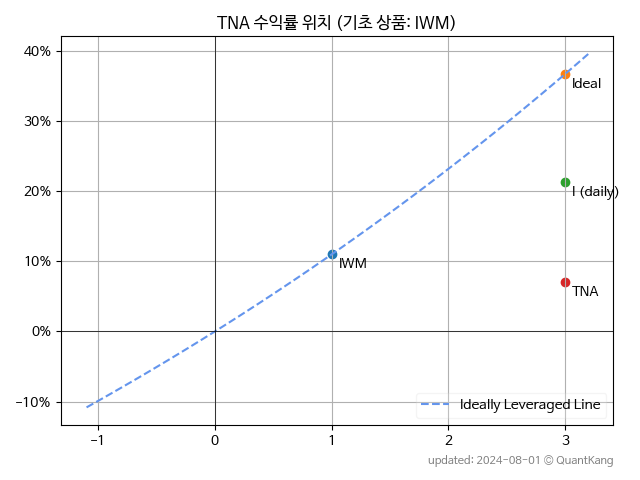 TNA 수익률 위치 (기초 상품: IWM)
40%
Ideal
30%
20%
I (daily)
10%
IWM
TNA
0%
−10%
Ideally Leveraged Line
−1
0
1
2
3
updated: 2024-08-01 © QuantKang